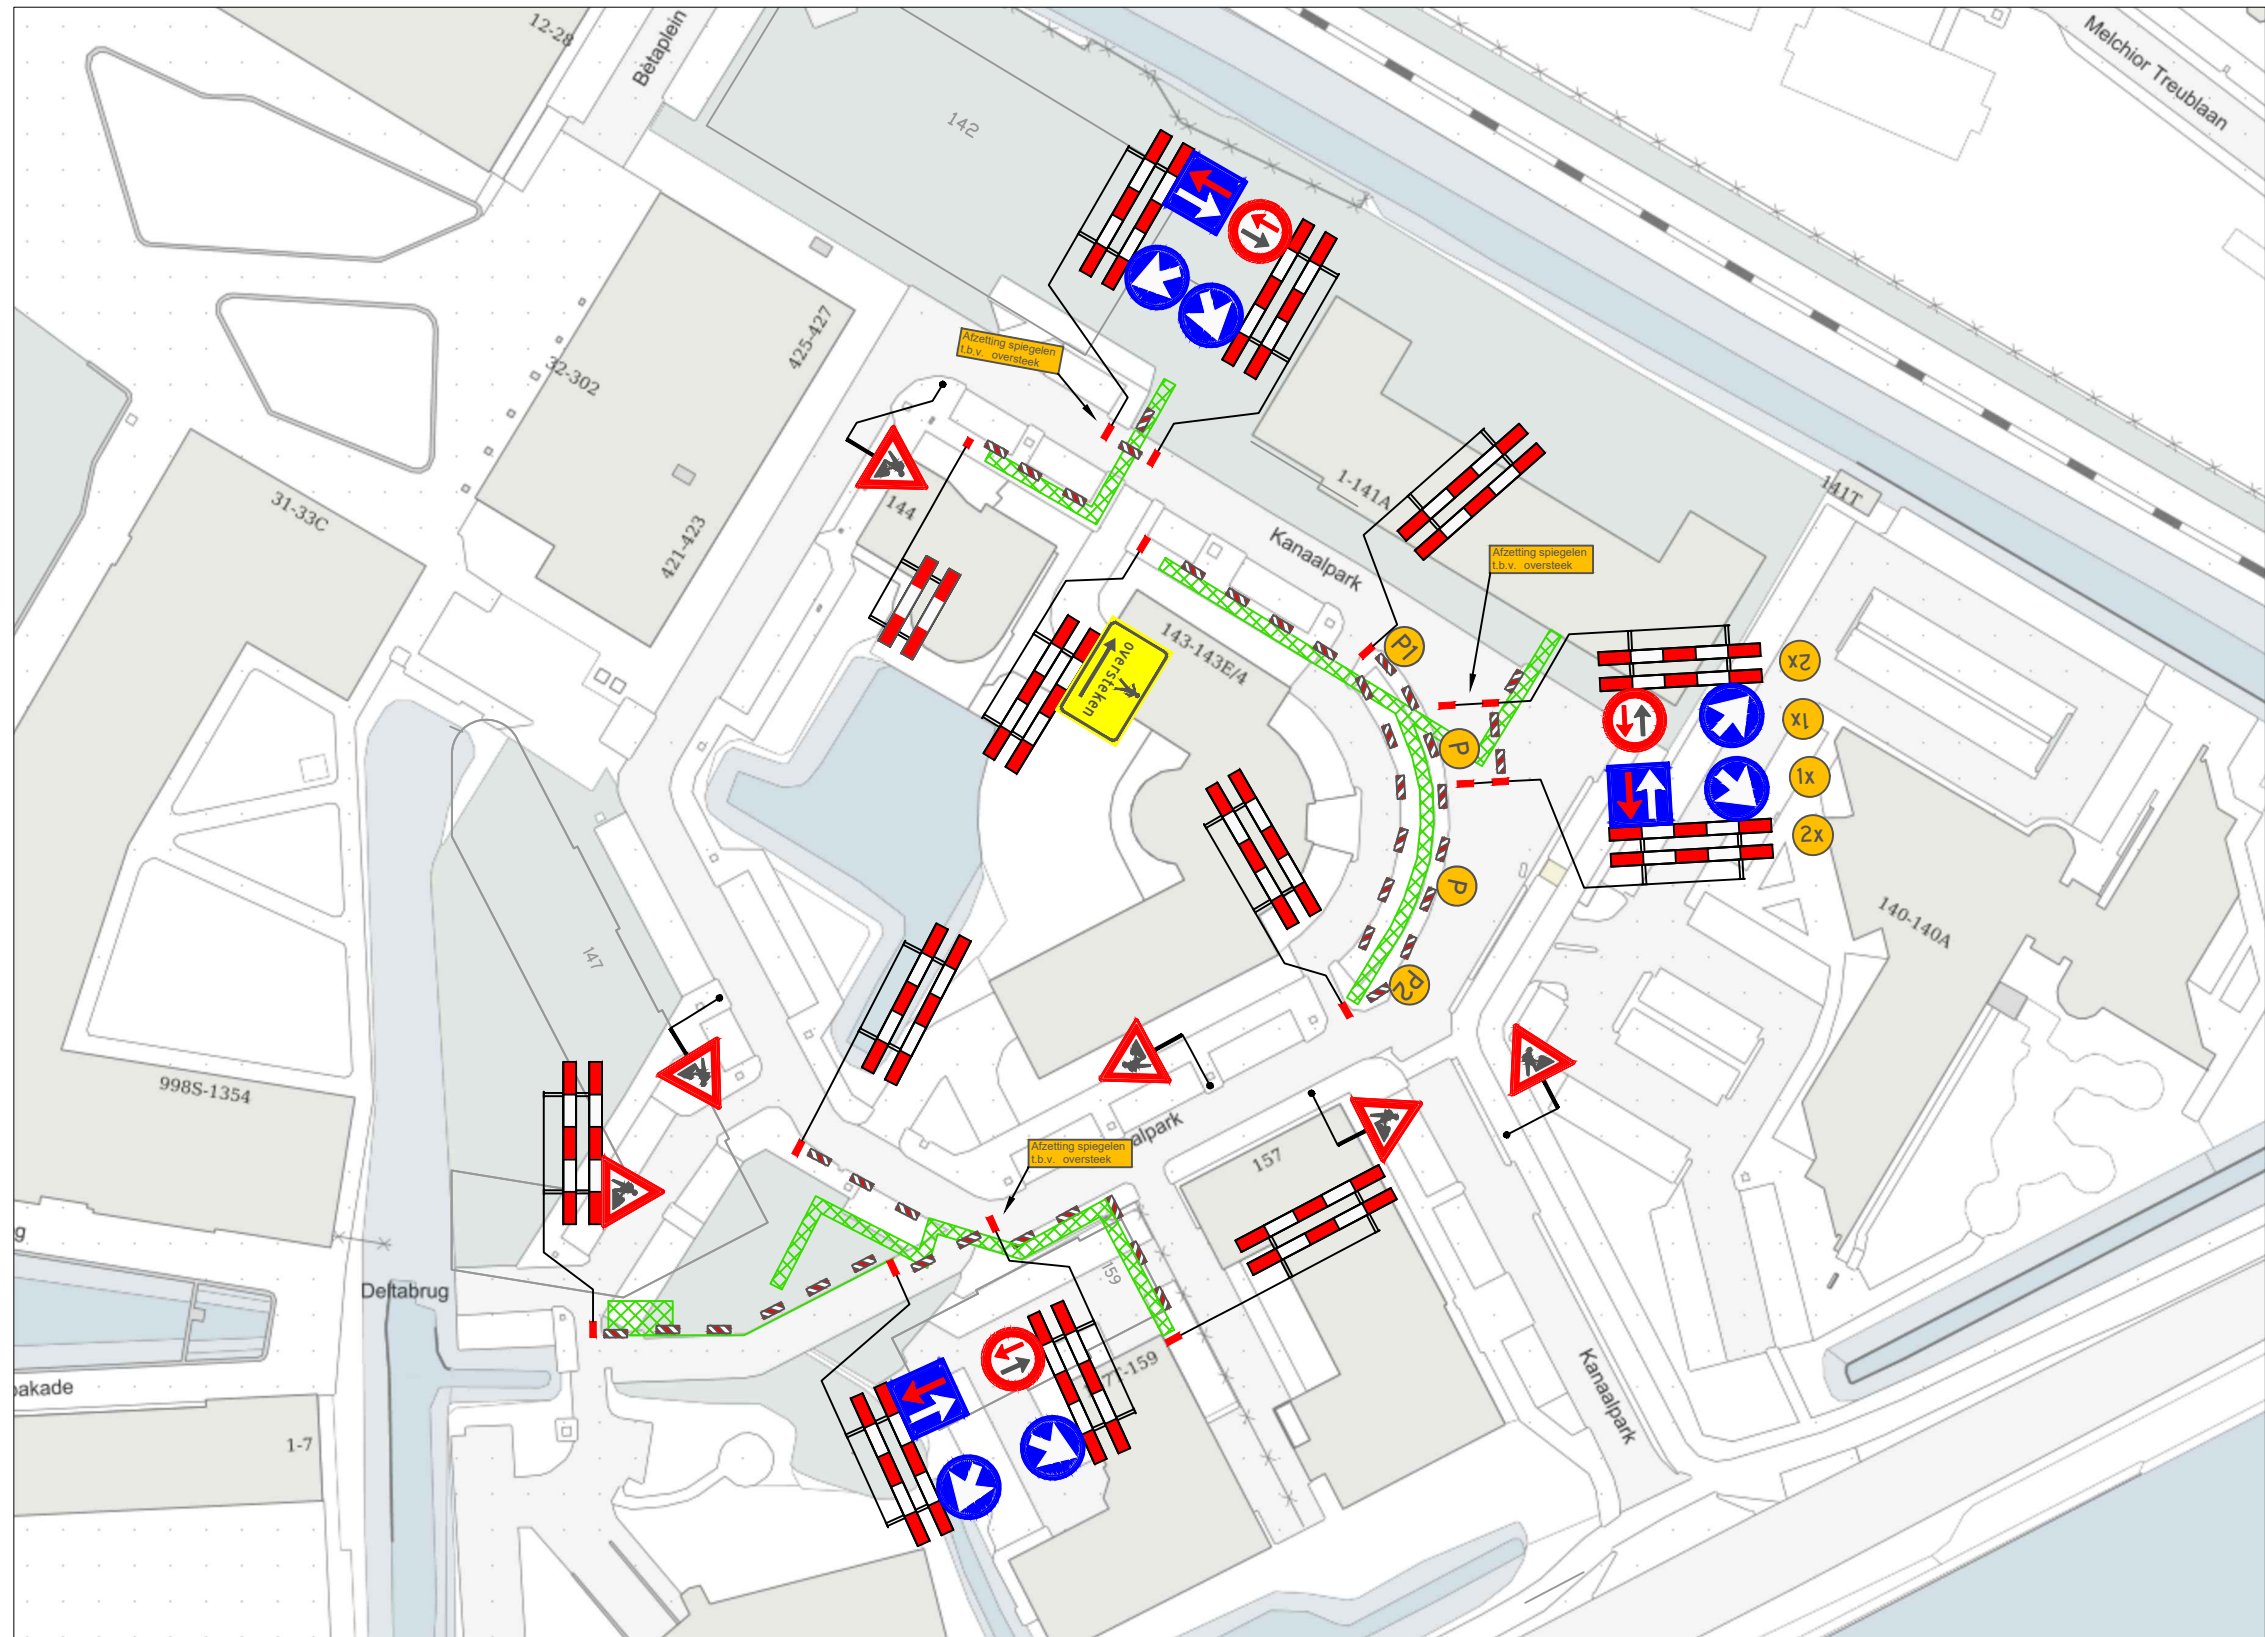 12-28
Bètaplein
Melchior Treublaan
142
425-427
32-302
Afzetting spiegelen
t.b.v. oversteek
31-33C
421-423
144
1-141A
141T
Kanaalpark
Afzetting spiegelen
t.b.v. oversteek
143-143E/4
oversteken
P1
2x
1x
P
1x
2x
P
140-140A
P2
147
998S-1354
Afzetting spiegelen
t.b.v. oversteek
alpark
157
159
g
Deltabrug
7T-159
akade
1-7
Kanaalpark